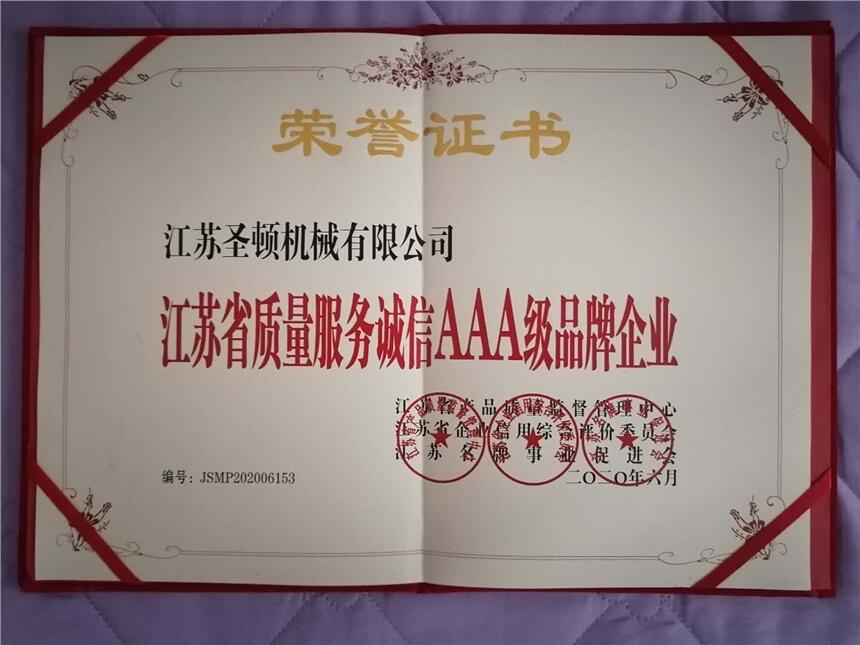 荣誉证书
江苏圣顿机械有限公司
江苏省质量服务诚信AAA级品牌企业
江苏省产品质量监督管理中心
江苏省企业信用综合评价委员会
江苏名牌事业促进会
编号：JSMP202006153
二〇二〇年六月